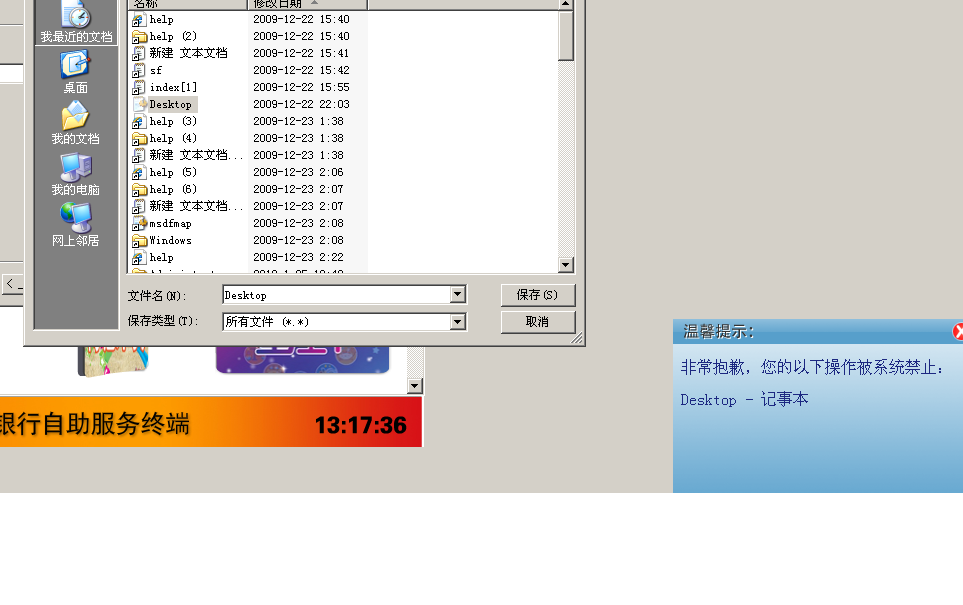 名称 修改日期
help 2009-12-22 15:40
help (2) 2009-12-22 15:40
新建 文本文档 2009-12-22 15:41
sf 2009-12-22 15:42
index[1] 2009-12-22 15:55
Desktop 2009-12-22 22:03
help (3) 2009-12-23 1:38
help (4) 2009-12-23 1:38
新建 文本文档... 2009-12-23 1:38
help (5) 2009-12-23 2:06
help (6) 2009-12-23 2:07
新建 文本文档... 2009-12-23 2:07
msdfmap 2009-12-23 2:08
Windows 2009-12-23 2:08
help 2009-12-23 2:22
我最近的文档
桌面
我的文档
我的电脑
网上邻居
文件名(N): Desktop 保存(S)
保存类型(T): 所有文件 (*.*) 取消
银行自助服务终端 13:17:36
温馨提示:
非常抱歉，您的以下操作被系统禁止:
Desktop - 记事本